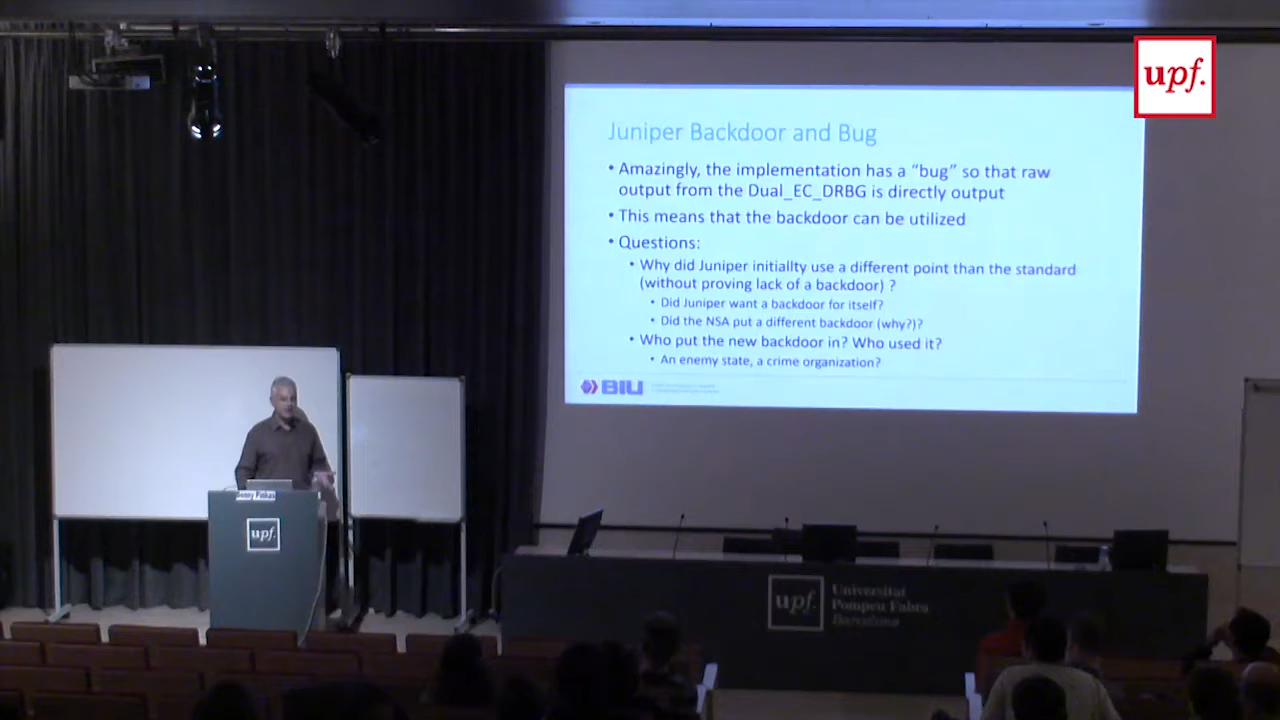 upf.
Juniper Backdoor and Bug
• Amazingly, the implementation has a “bug” so that raw
output from the Dual_EC_DRBG is directly output
• This means that the backdoor can be utilized
• Questions:
• Why did Juniper initiallty use a different point than the standard
(without proving lack of a backdoor) ?
• Did Juniper want a backdoor for itself?
• Did the NSA put a different backdoor (why?)?
• Who put the new backdoor in? Who used it?
• An enemy state, a crime organization?
BIU
Benny Pinkas
upf.
upf.
Universitat
Pompeu Fabra
Barcelona